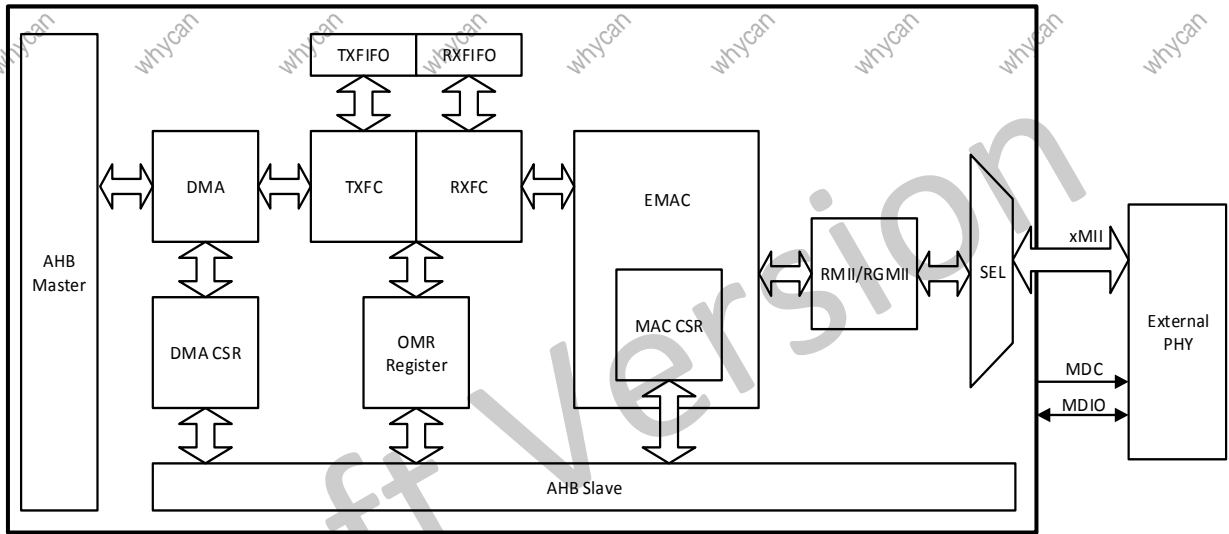 whycan
whycan
whycan
whycan
whycan
whycan
whycan
whycan
whycan
TXFIFO
RXFIFO
DMA
TXFC
RXFC
EMAC
AHB
Master
RMII/RGMII
SEL
xMII
External
PHY
DMA CSR
OMR
Register
MAC CSR
MDC
MDIO
AHB Slave
ft Version